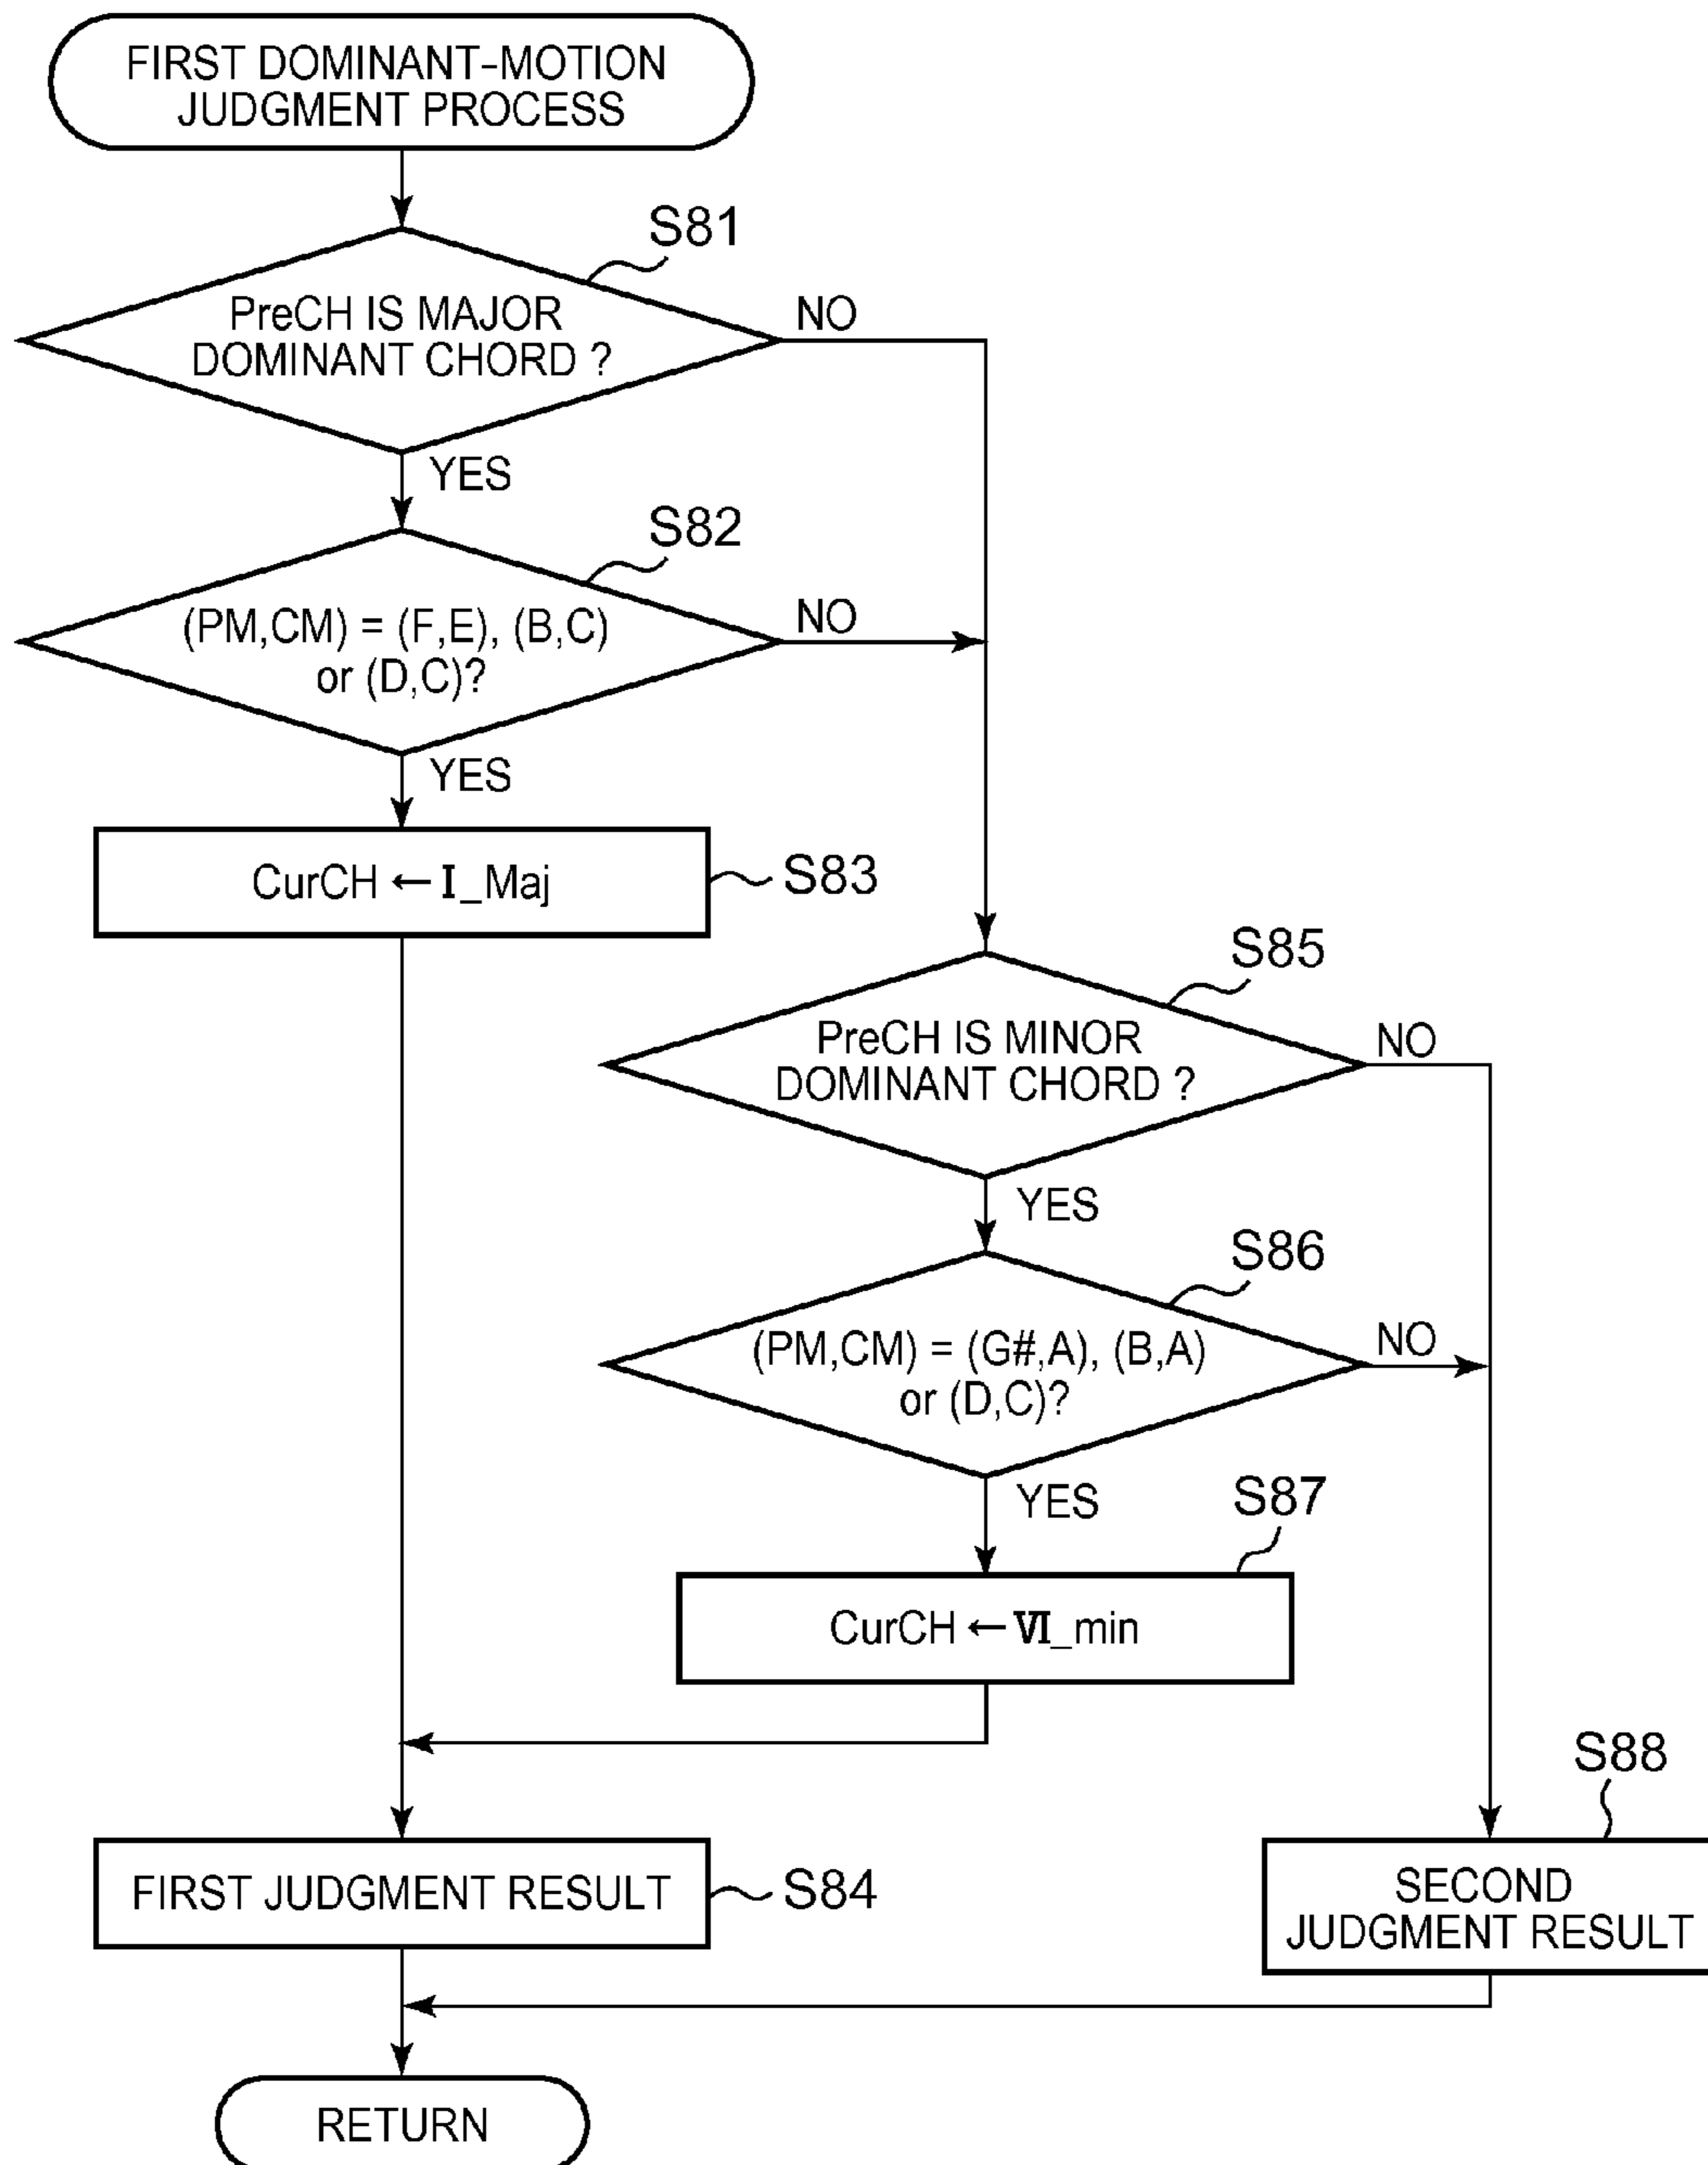 FIRST DOMINANT-MOTION
JUDGMENT PROCESS
S81
PreCH IS MAJOR
DOMINANT CHORD ?
NO
YES
S82
(PM,CM) = (F,E), (B,C)
or (D,C)?
NO
YES
CurCH ← I_Maj
S83
S85
PreCH IS MINOR
DOMINANT CHORD ?
NO
YES
S86
(PM,CM) = (G#,A), (B,A)
or (D,C)?
NO
YES
S87
CurCH ← VI_min
S88
FIRST JUDGMENT RESULT
S84
SECOND
JUDGMENT RESULT
RETURN